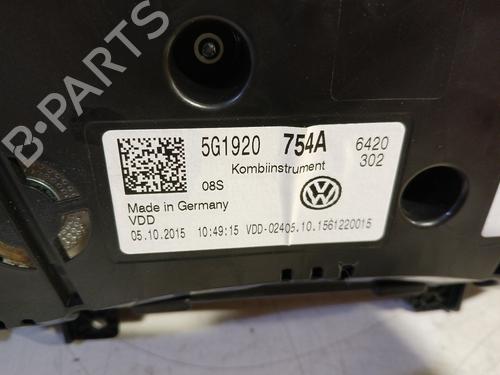 5G1920 754A 6420
302
Kombiinstrument
08S
Made in Germany
VDD
05.10.2015 10:49:15 VDD-02405.10.1561220015
B-PARTS